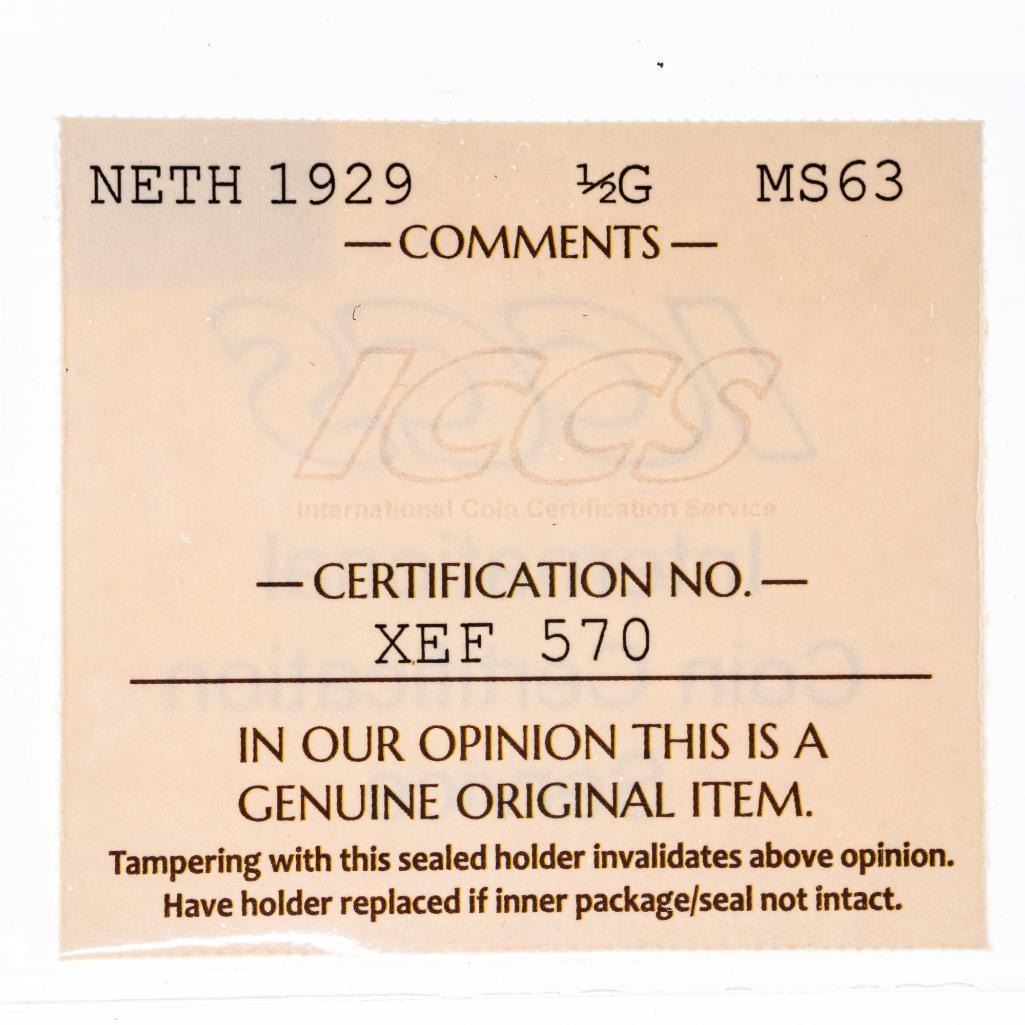 NETH 1929 ½G MS63
—COMMENTS—
ICCS
International Coin Certification Service
—CERTIFICATION NO.—
XEF 570
IN OUR OPINION THIS IS A
GENUINE ORIGINAL ITEM.
Tampering with this sealed holder invalidates above opinion.
Have holder replaced if inner package/seal not intact.